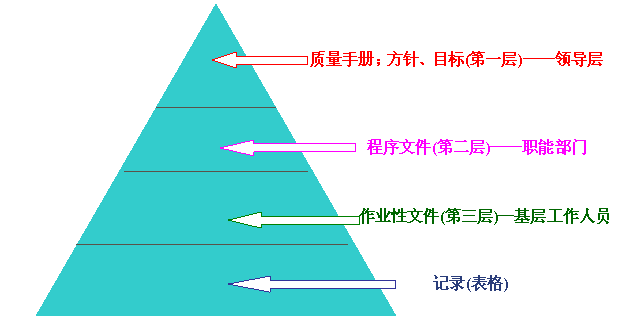 质量手册；方针、目标(第一层)——领导层
程序文件(第二层)——职能部门
作业性文件(第三层)—基层工作人员
记录(表格)